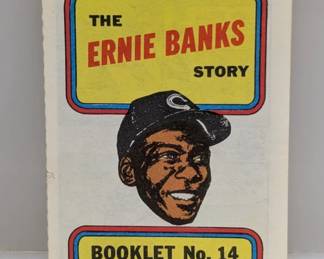 THE
ERNIE BANKS
STORY
C
BOOKLET No. 14